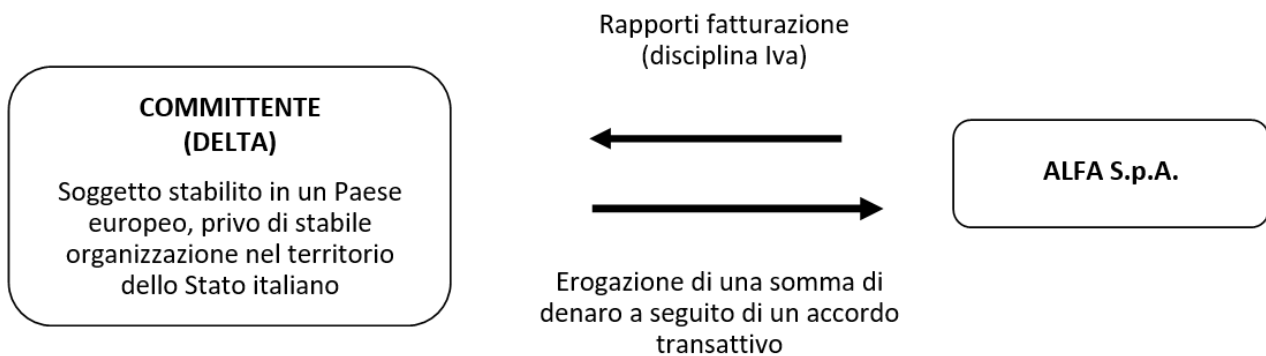 Rapporti fatturazione
(disciplina Iva)
COMMITTENTE
(DELTA)
Soggetto stabilito in un Paese
europeo, privo di stabile
organizzazione nel territorio
dello Stato italiano
ALFA S.p.A.
Erogazione di una somma di
denaro a seguito di un accordo
transattivo